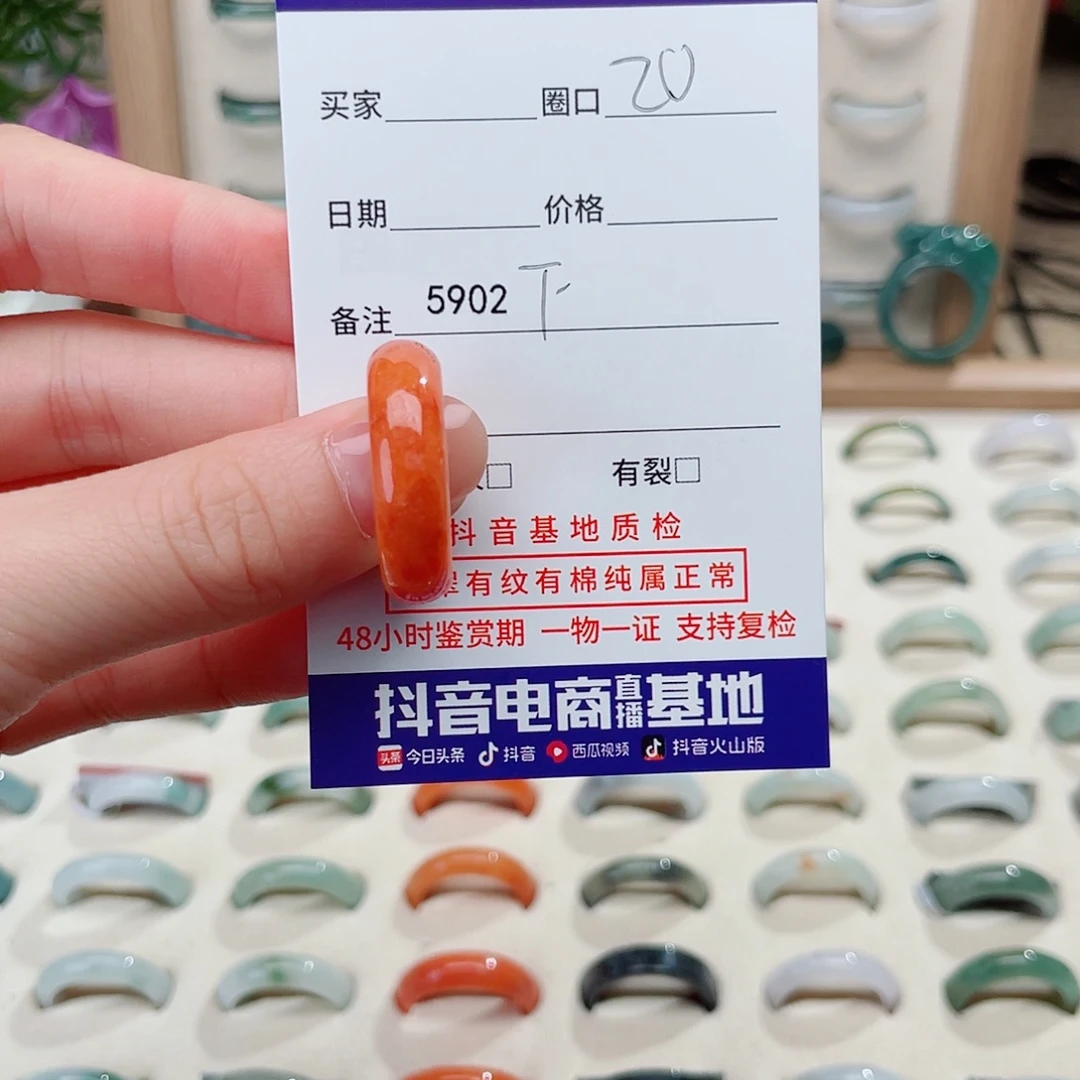 买家 圈口 20
日期 价格
备注 5902 下
有裂
抖音基地质检
有纹有棉纯属正常
48小时鉴赏期 一物一证 支持复检
抖音电商直播基地
头条 今日头条 抖音 西瓜视频 抖音火山版